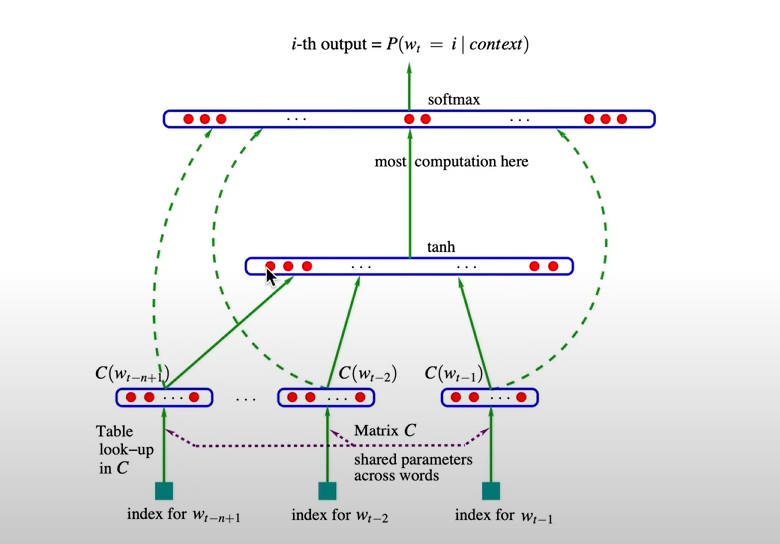 i-th output = P(w_t = i | context)
softmax
...
...
most computation here
tanh
...
...
C(w_{t−n+1})
C(w_{t−2})
C(w_{t−1})
...
...
...
...
Table
look−up
in C
Matrix C
shared parameters
across words
index for w_{t−n+1}
index for w_{t−2}
index for w_{t−1}